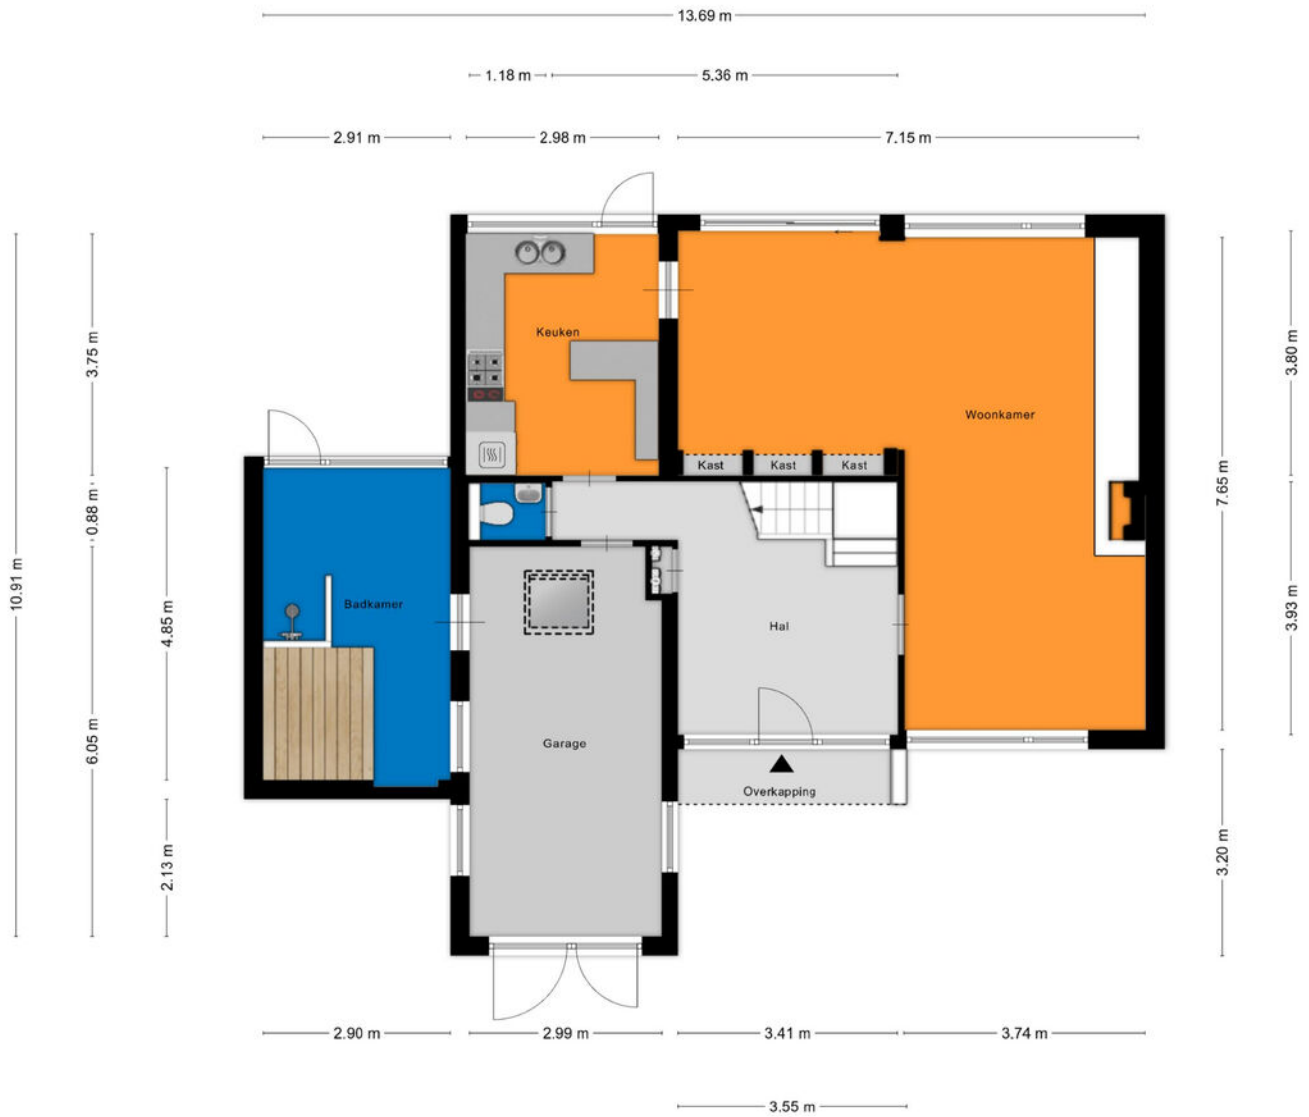 13.69 m
1.18 m
5.36 m
2.91 m
2.98 m
7.15 m
Keuken
Woonkamer
Kast
Kast
Kast
Badkamer
Hal
Garage
Overkapping
10.91 m
3.75 m
0.88 m
6.05 m
4.85 m
2.13 m
3.80 m
7.65 m
3.93 m
3.20 m
2.90 m
2.99 m
3.41 m
3.74 m
3.55 m